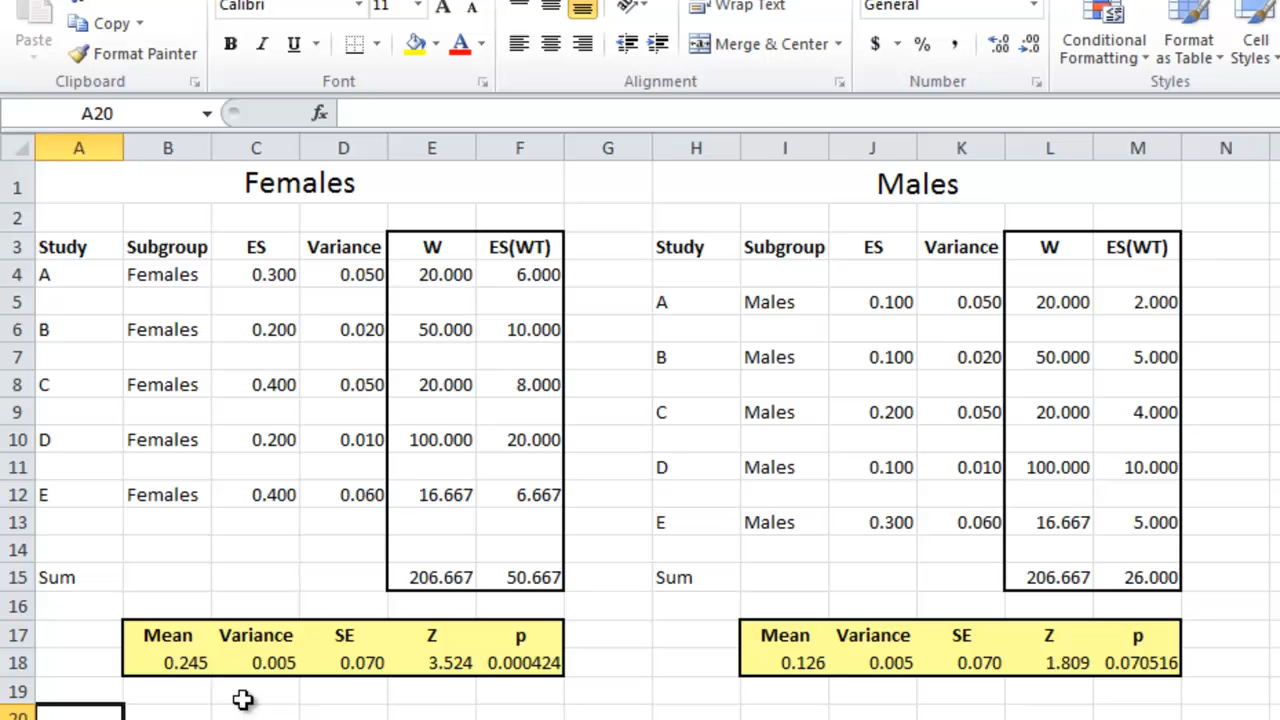 Calibri 11 A A Wrap Text General
Paste Copy Format Painter B I U Merge & Center $ % , Conditional Formatting Format as Table Cell Styles
Clipboard Font Alignment Number Styles
A20 fx
A B C D E F G H I J K L M N
1 Females Males
2
3 Study Subgroup ES Variance W ES(WT) Study Subgroup ES Variance W ES(WT)
4 A Females 0.300 0.050 20.000 6.000
5 A Males 0.100 0.050 20.000 2.000
6 B Females 0.200 0.020 50.000 10.000
7 B Males 0.100 0.020 50.000 5.000
8 C Females 0.400 0.050 20.000 8.000
9 C Males 0.200 0.050 20.000 4.000
10 D Females 0.200 0.010 100.000 20.000
11 D Males 0.100 0.010 100.000 10.000
12 E Females 0.400 0.060 16.667 6.667
13 E Males 0.300 0.060 16.667 5.000
14
15 Sum 206.667 50.667 Sum 206.667 26.000
16
17 Mean Variance SE Z p Mean Variance SE Z p
18 0.245 0.005 0.070 3.524 0.000424 0.126 0.005 0.070 1.809 0.070516
19
20